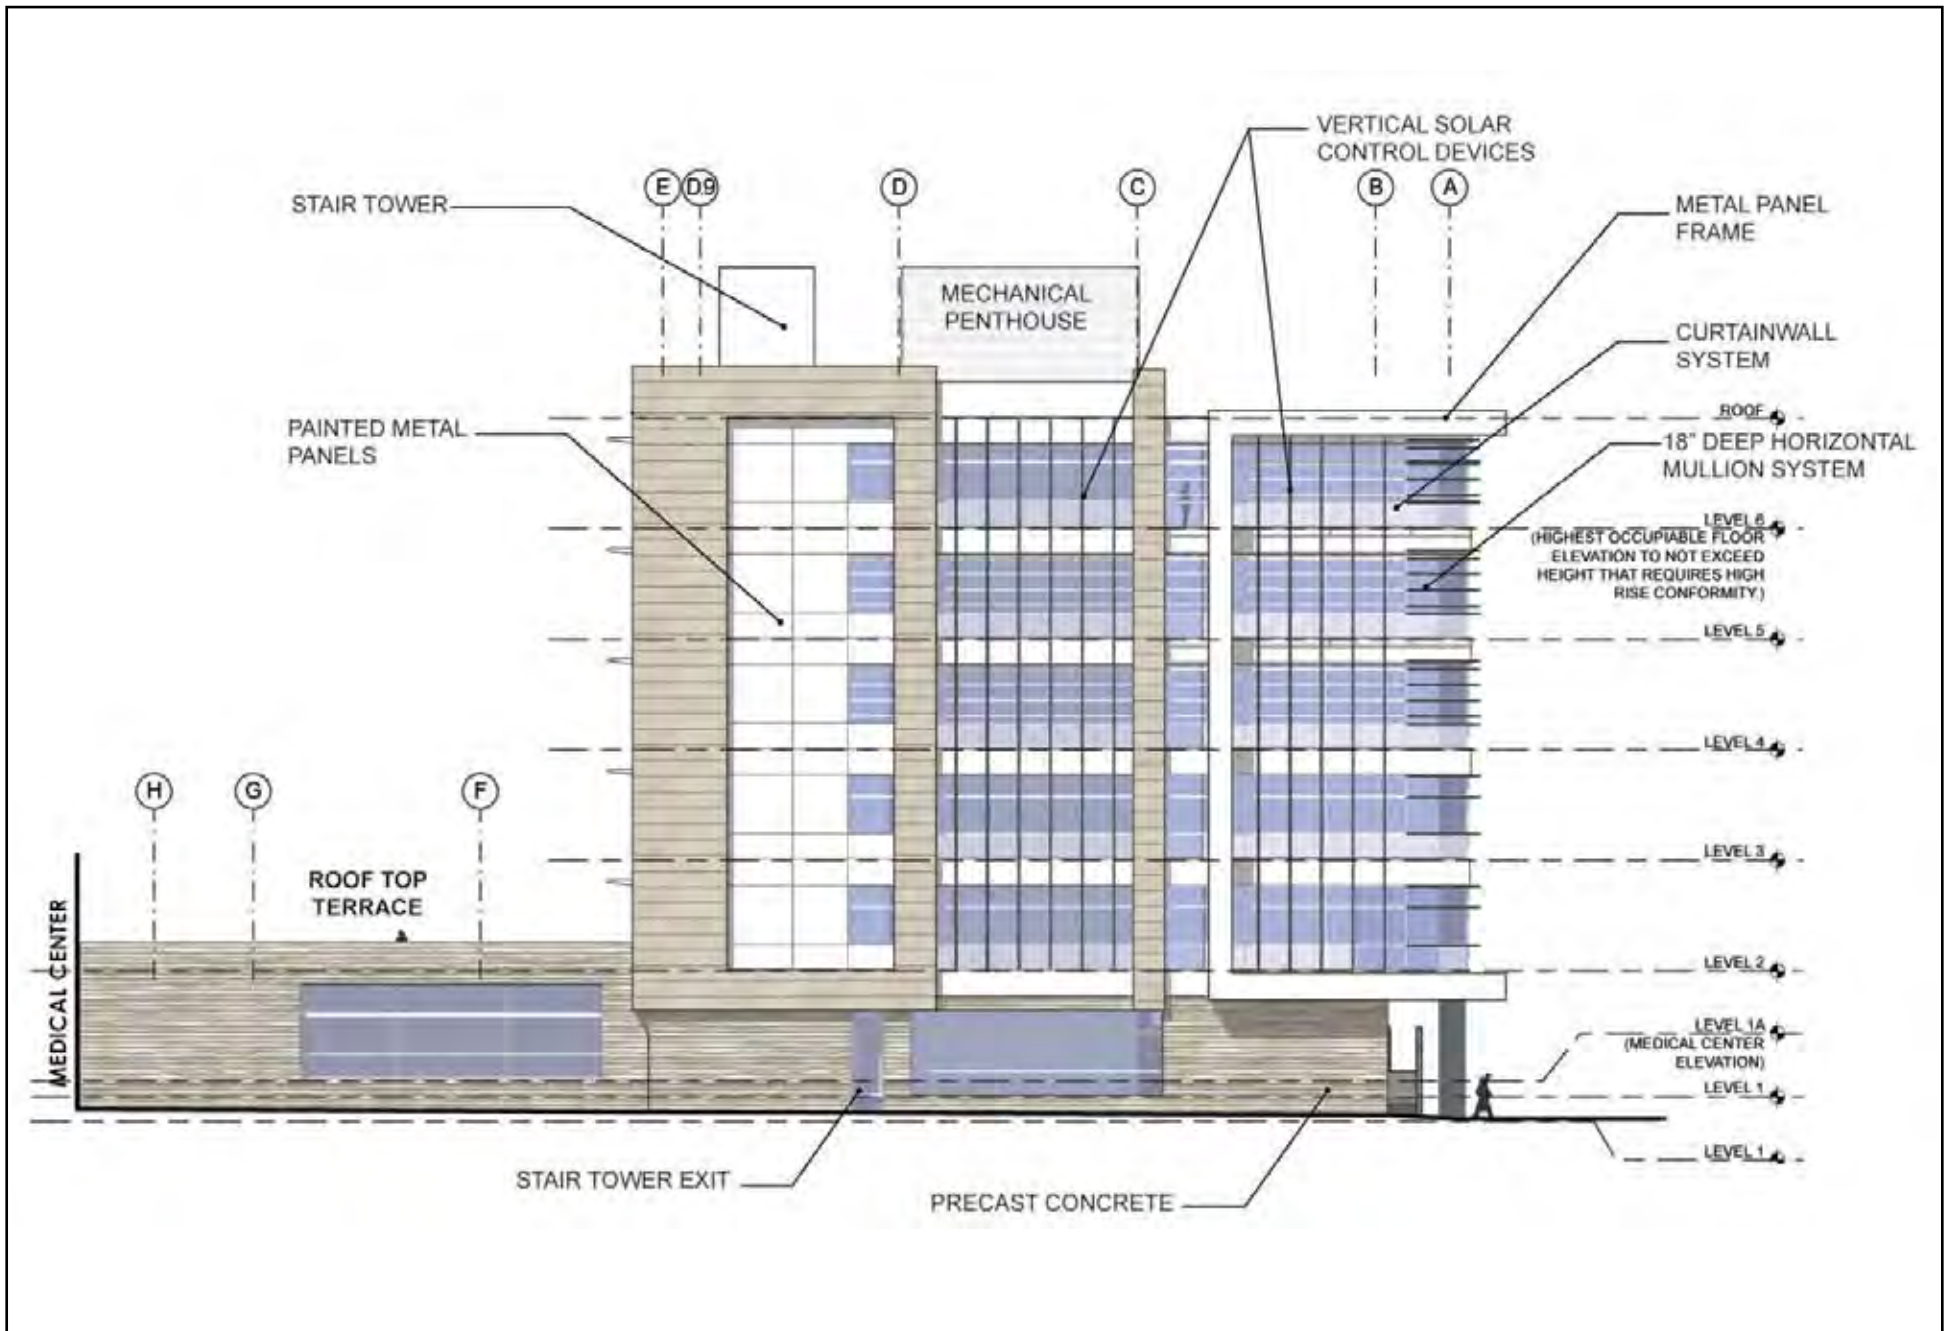 VERTICAL SOLAR
CONTROL DEVICES
E
D.9
D
C
B
A
STAIR TOWER
METAL PANEL
FRAME
MECHANICAL
PENTHOUSE
CURTAINWALL
SYSTEM
ROOF
PAINTED METAL
PANELS
18" DEEP HORIZONTAL
MULLION SYSTEM
LEVEL 6
(HIGHEST OCCUPIABLE FLOOR
ELEVATION TO NOT EXCEED
HEIGHT THAT REQUIRES HIGH
RISE CONFORMITY.)
LEVEL 5
LEVEL 4
H
G
F
LEVEL 3
ROOF TOP
TERRACE
MEDICAL CENTER
LEVEL 2
LEVEL 1A
(MEDICAL CENTER
ELEVATION)
LEVEL 1
LEVEL 1
STAIR TOWER EXIT
PRECAST CONCRETE